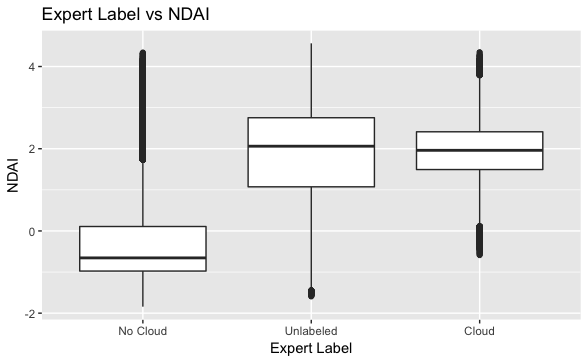 Expert Label vs NDAI
NDAI
4
2
0
-2
No Cloud
Unlabeled
Cloud
Expert Label